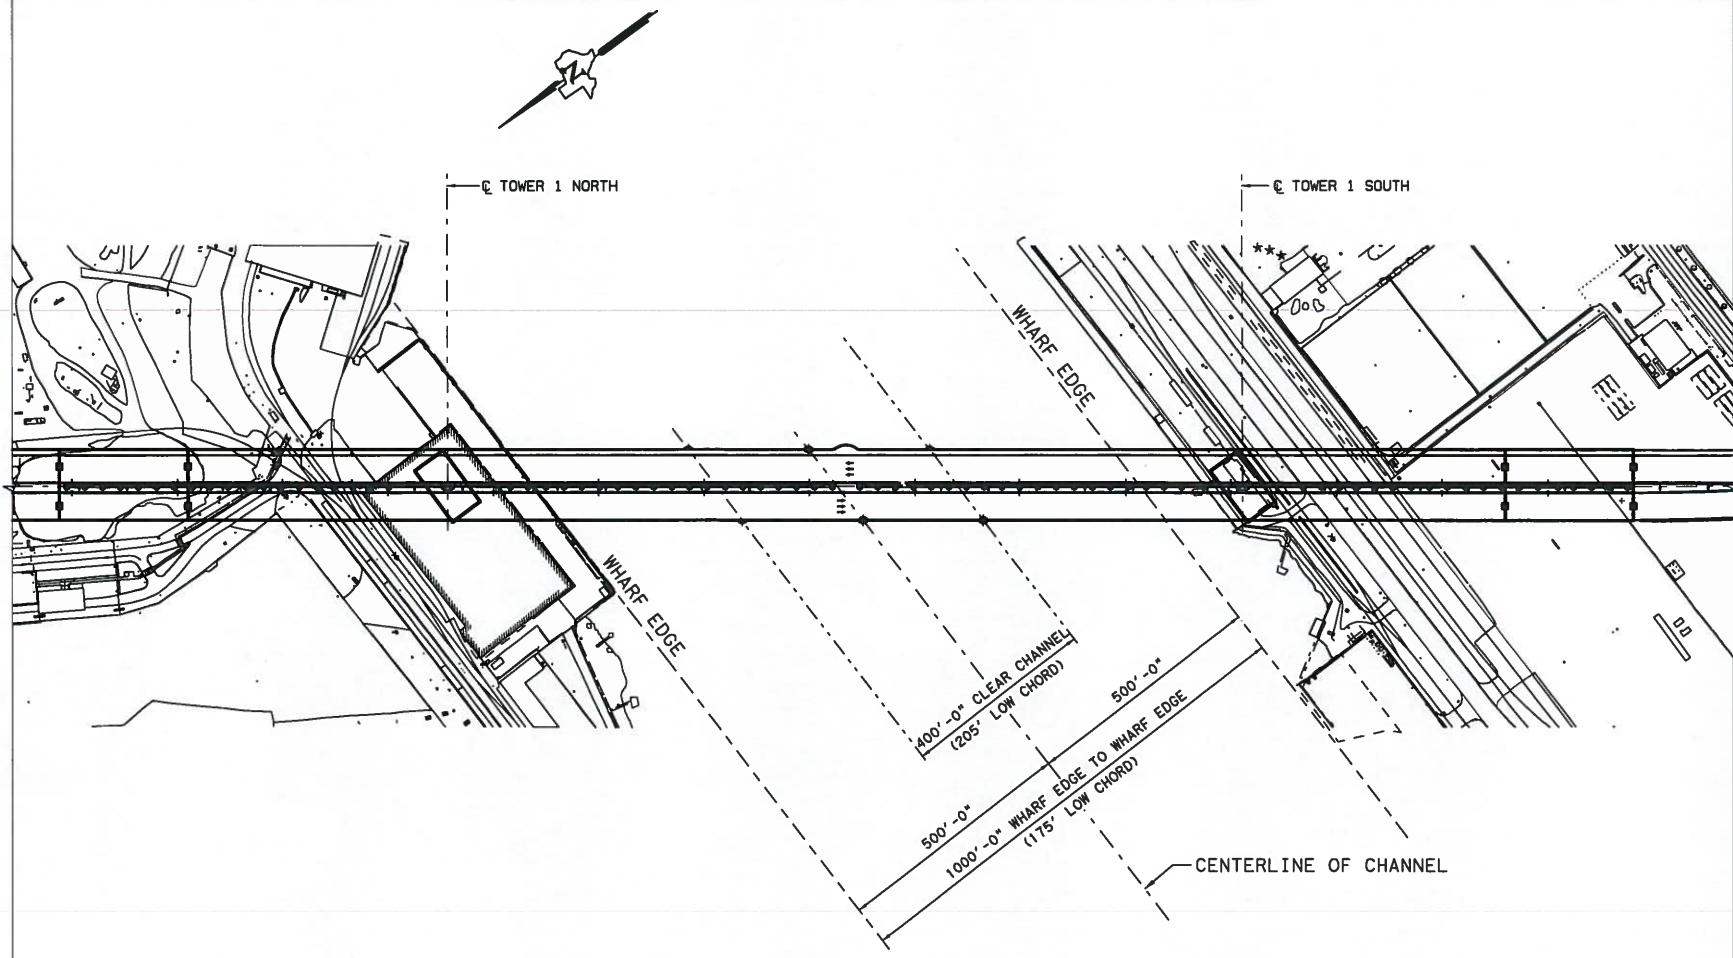 N
℄ TOWER 1 NORTH
℄ TOWER 1 SOUTH
***
WHARF EDGE
WHARF EDGE
400'-0" CLEAR CHANNEL
(205' LOW CHORD)
500'-0"
500'-0"
1000'-0" WHARF EDGE TO WHARF EDGE
(175' LOW CHORD)
CENTERLINE OF CHANNEL